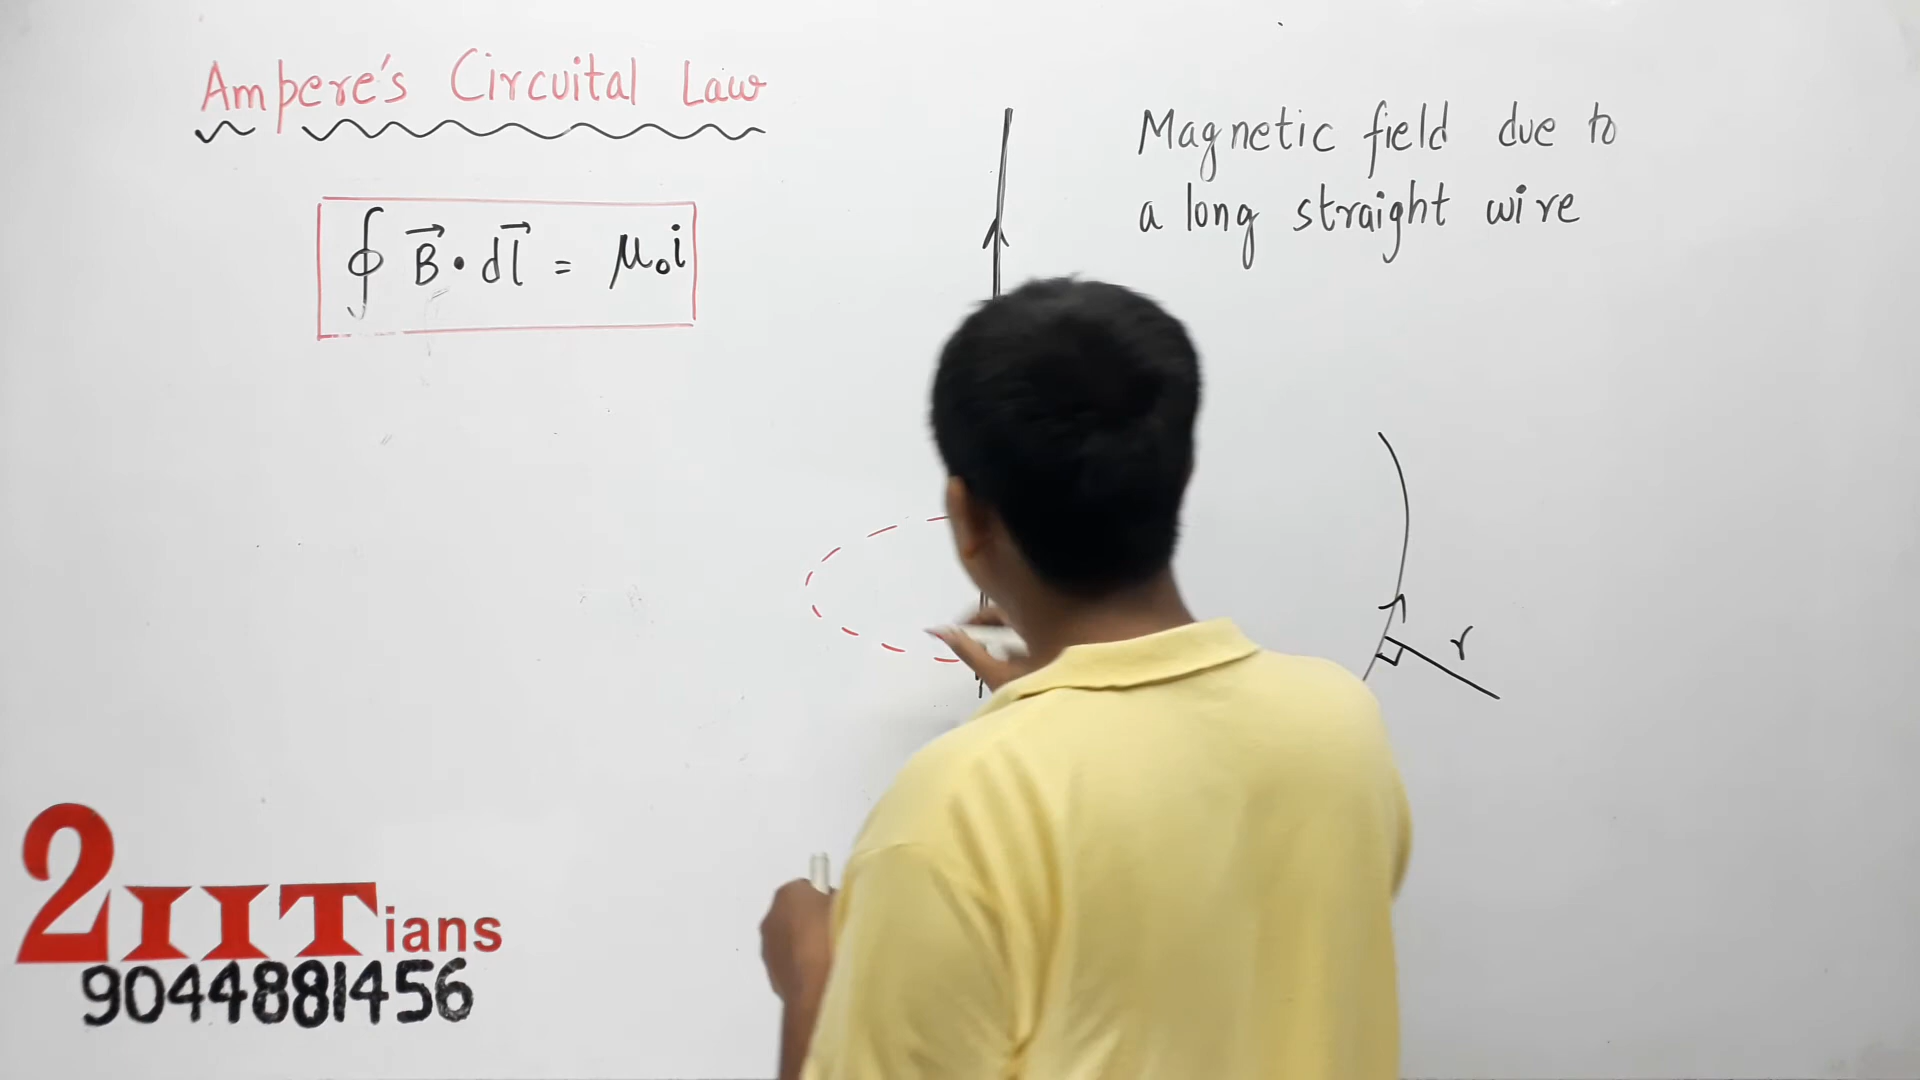 Ampere's Circuital Law
∮ B⃗ · dl⃗ = μ₀i
Magnetic field due to
a long straight wire
r
2IITians
9044881456